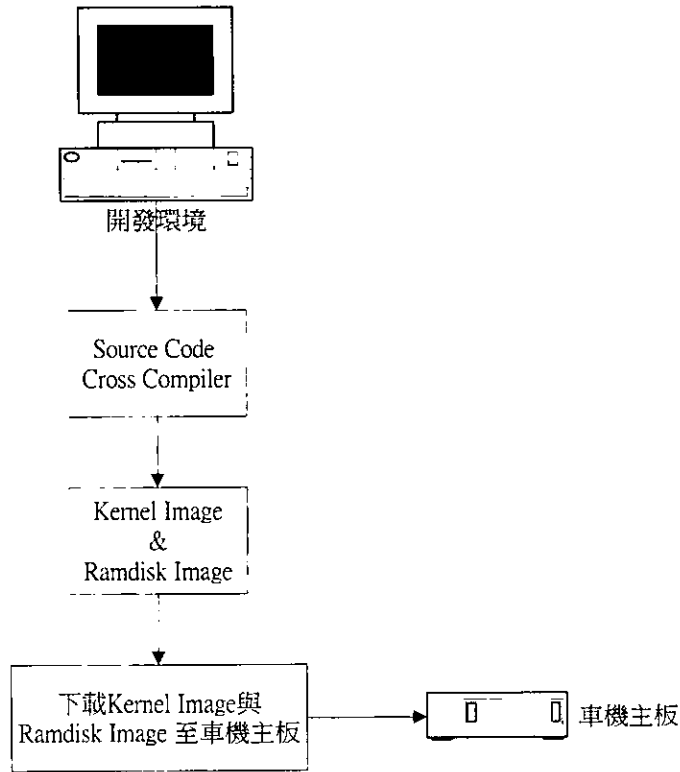 開發環境
Source Code
Cross Compiler
Kernel Image
&
Ramdisk Image
下載Kernel Image與
Ramdisk Image 至車機主板
車機主板